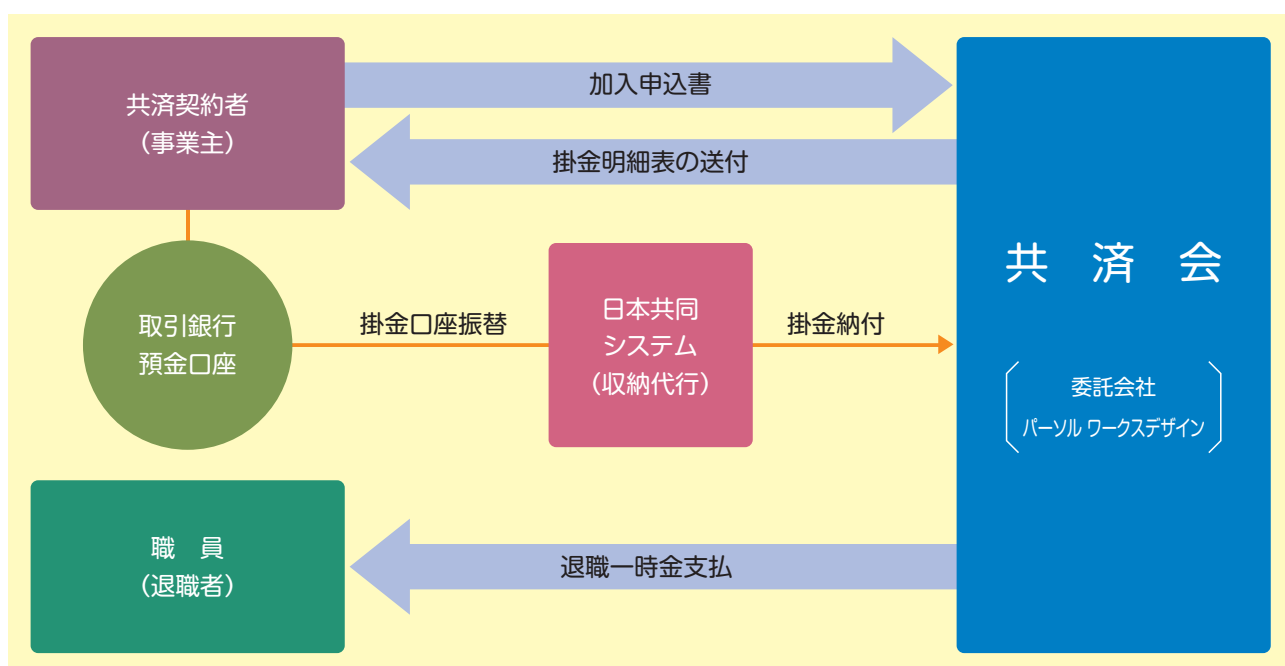 共済契約者
（事業主）
加入申込書
掛金明細表の送付
共　済　会
委託会社
パーソル ワークスデザイン
取引銀行
預金口座
掛金口座振替
日本共同
システム
（収納代行）
掛金納付
職　員
（退職者）
退職一時金支払